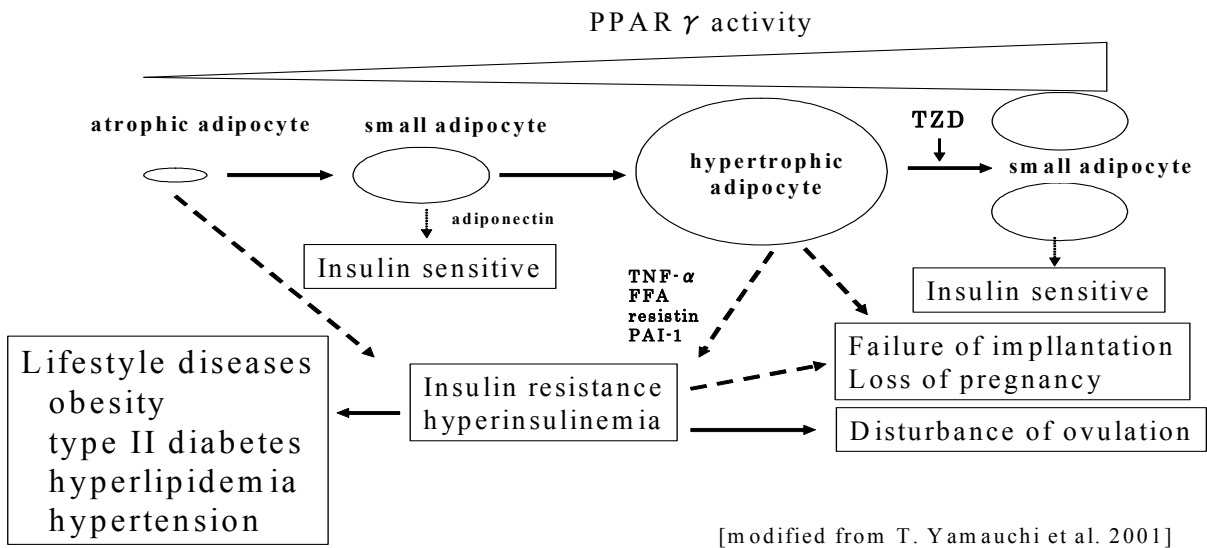 PPAR γ activity
atrophic adipocyte
small adipocyte
hypertrophic
adipocyte
TZD
small adipocyte
adiponectin
Insulin sensitive
TNF-α
FFA
resistin
PAI-1
Insulin sensitive
Lifestyle diseases
obesity
type II diabetes
hyperlipidemia
hypertension
Insulin resistance
hyperinsulinemia
Failure of impllantation
Loss of pregnancy
Disturbance of ovulation
[modified from T. Yamauchi et al. 2001]